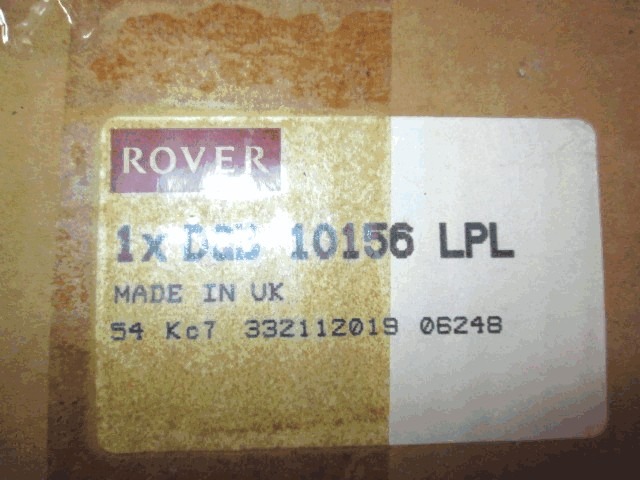 ROVER
1x 10156 LPL
MADE IN UK
54 Kc7 332112019 06248